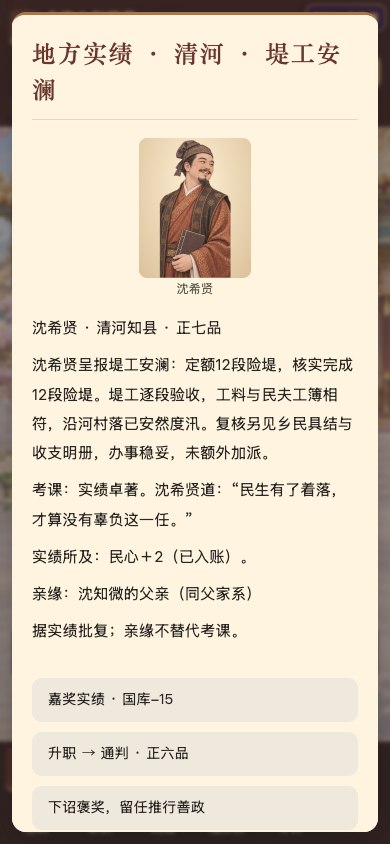 地方实绩 · 清河 · 堤工安
澜
沈希贤
沈希贤 · 清河知县 · 正七品
沈希贤呈报堤工安澜：定额12段险堤，核实完成
12段险堤。堤工逐段验收，工料与民夫工簿相
符，沿河村落已安然度汛。复核另见乡民具结与
收支明册，办事稳妥，未额外加派。
考课：实绩卓著。沈希贤道：“民生有了着落，
才算没有辜负这一任。”
实绩所及：民心＋2（已入账）。
亲缘：沈知微的父亲（同父家系）
据实绩批复；亲缘不替代考课。
嘉奖实绩 · 国库−15
升职 → 通判 · 正六品
下诏褒奖，留任推行善政